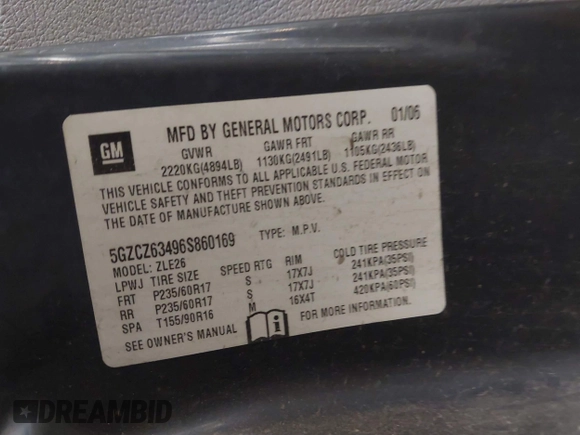 GM
MFD BY GENERAL MOTORS CORP. 01/06
GVWR GAWR FRT GAWR RR
2220KG(4894LB) 1130KG(2491LB) 1105KG(2436LB)
THIS VEHICLE CONFORMS TO ALL APPLICABLE U.S. FEDERAL MOTOR
VEHICLE SAFETY AND THEFT PREVENTION STANDARDS IN EFFECT ON
THE DATE OF MANUFACTURE SHOWN ABOVE.
5GZCZ63496S860169 TYPE: M.P.V.
MODEL: ZLE26
LPWJ TIRE SIZE SPEED RTG RIM COLD TIRE PRESSURE
FRT P235/60R17 S 17X7J 241KPA(35PSI)
RR P235/60R17 S 17X7J 241KPA(35PSI)
SPA T155/90R16 M 16X4T 420KPA(60PSI)
SEE OWNER'S MANUAL
DREAMBID